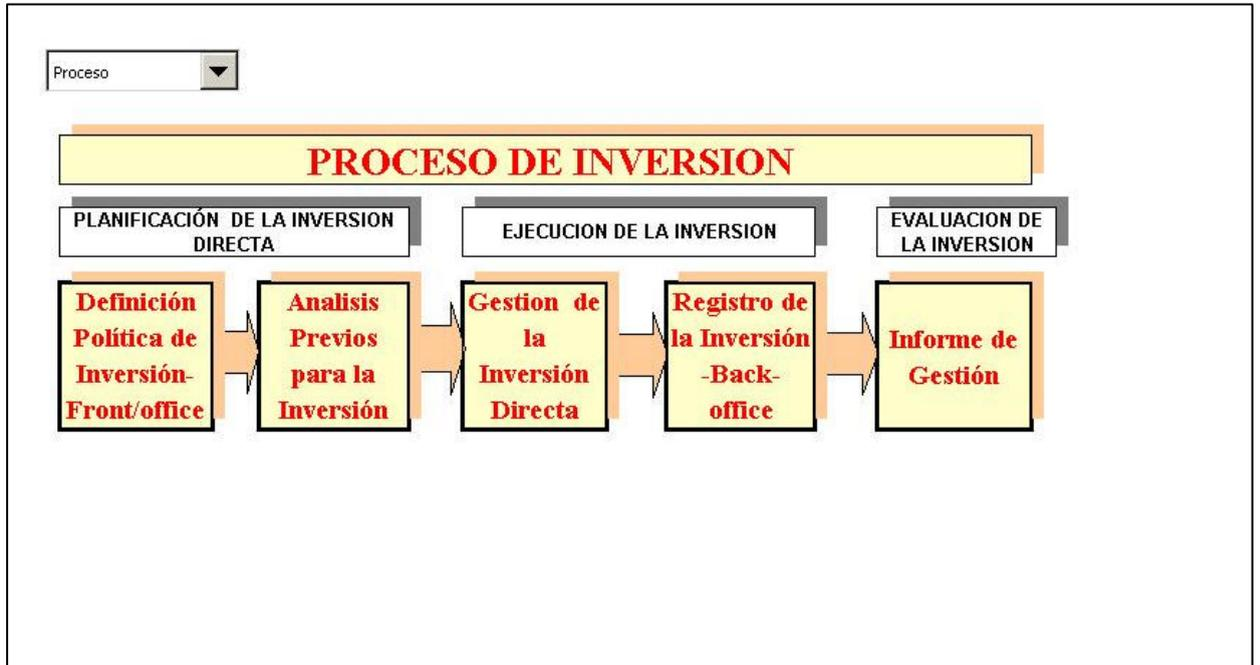 Proceso
PROCESO DE INVERSION
PLANIFICACIÓN DE LA INVERSION
DIRECTA
EJECUCION DE LA INVERSION
EVALUACION DE
LA INVERSION
Definición
Política de
Inversión-
Front/office
Analisis
Previos
para la
Inversión
Gestion de
la
Inversión
Directa
Registro de
la Inversión
-Back-
office
Informe de
Gestión